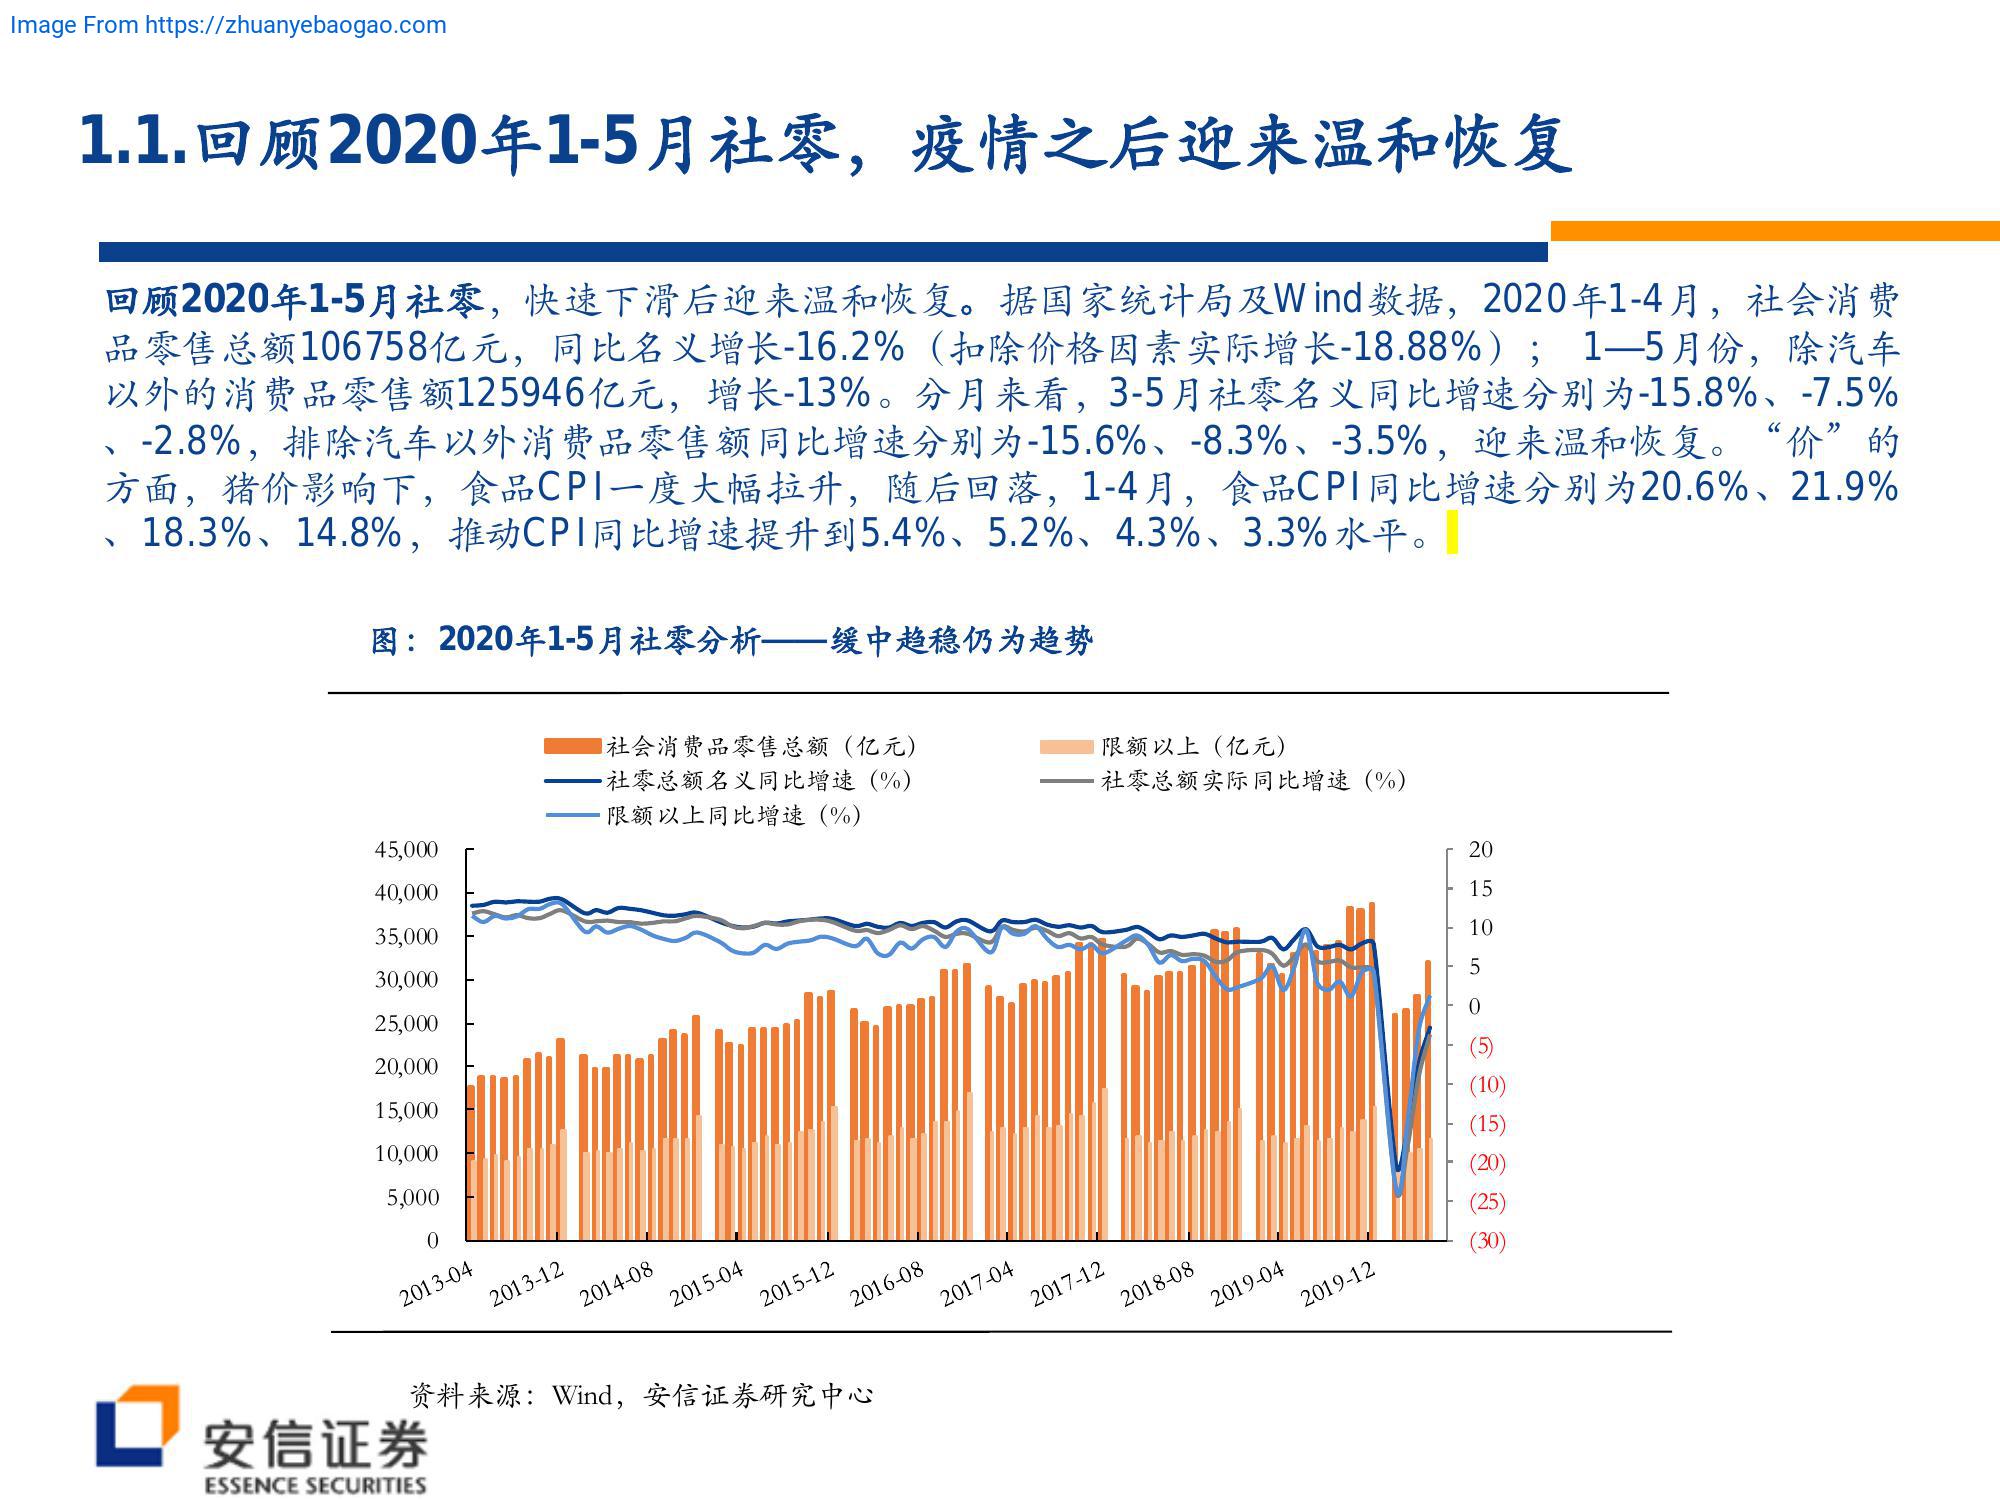 Image From https://zhuanyebaogao.com
1.1.回顾2020年1-5月社零，疫情之后迎来温和恢复
回顾2020年1-5月社零，快速下滑后迎来温和恢复。据国家统计局及Wind数据，2020年1-4月，社会消费
品零售总额106758亿元，同比名义增长-16.2%（扣除价格因素实际增长-18.88%）； 1—5月份，除汽车
以外的消费品零售额125946亿元，增长-13%。分月来看，3-5月社零名义同比增速分别为-15.8%、-7.5%
、-2.8%，排除汽车以外消费品零售额同比增速分别为-15.6%、-8.3%、-3.5%，迎来温和恢复。“价”的
方面，猪价影响下，食品CPI一度大幅拉升，随后回落，1-4月，食品CPI同比增速分别为20.6%、21.9%
、18.3%、14.8%，推动CPI同比增速提升到5.4%、5.2%、4.3%、3.3%水平。
图：2020年1-5月社零分析——缓中趋稳仍为趋势
社会消费品零售总额（亿元） 限额以上（亿元）
社零总额名义同比增速（%） 社零总额实际同比增速（%）
限额以上同比增速（%）
45,000 20
40,000 15
35,000 10
30,000 5
25,000 0
20,000 (5)
15,000 (10)
10,000 (15)
5,000 (20)
0 (25)
(30)
2013-04 2013-12 2014-08 2015-04 2015-12 2016-08 2017-04 2017-12 2018-08 2019-04 2019-12
资料来源：Wind，安信证券研究中心
安信证券
ESSENCE SECURITIES